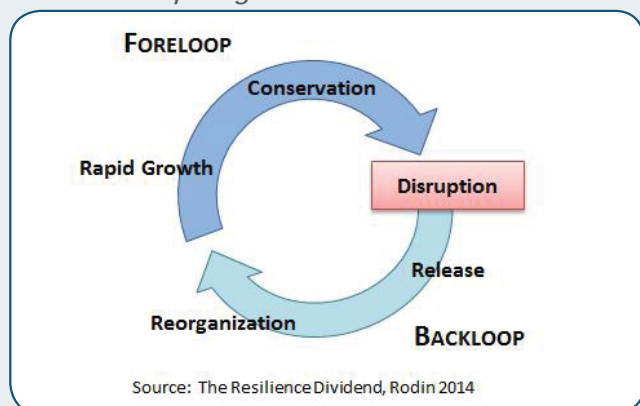 FORELOOP
Conservation
Rapid Growth
Disruption
Release
Reorganization
BACKLOOP
Source: The Resilience Dividend, Rodin 2014